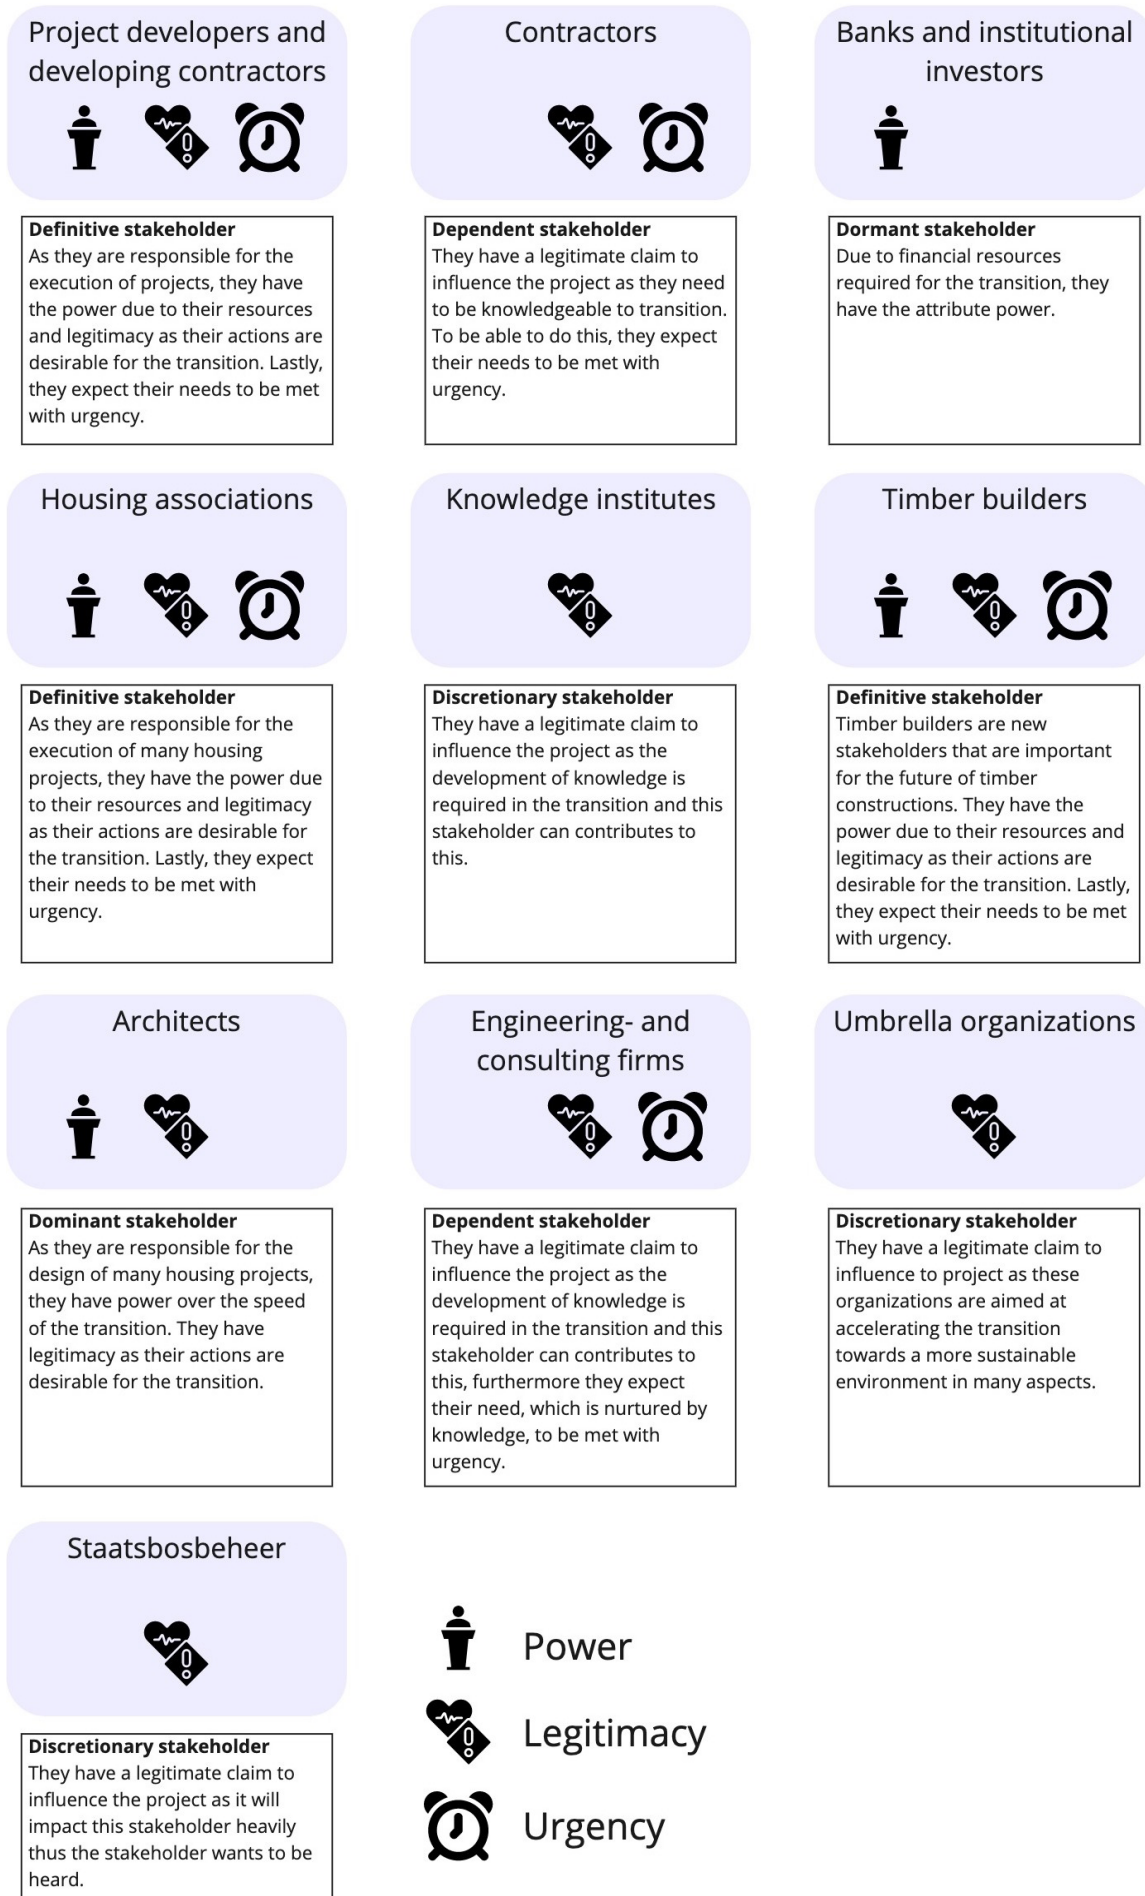 Project developers and
developing contractors
Definitive stakeholder
As they are responsible for the
execution of projects, they have
the power due to their resources
and legitimacy as their actions are
desirable for the transition. Lastly,
they expect their needs to be met
with urgency.
Contractors
Dependent stakeholder
They have a legitimate claim to
influence the project as they need
to be knowledgeable to transition.
To be able to do this, they expect
their needs to be met with
urgency.
Banks and institutional
investors
Dormant stakeholder
Due to financial resources
required for the transition, they
have the attribute power.
Housing associations
Definitive stakeholder
As they are responsible for the
execution of many housing
projects, they have the power due
to their resources and legitimacy
as their actions are desirable for
the transition. Lastly, they expect
their needs to be met with
urgency.
Knowledge institutes
Discretionary stakeholder
They have a legitimate claim to
influence the project as the
development of knowledge is
required in the transition and this
stakeholder can contributes to
this.
Timber builders
Definitive stakeholder
Timber builders are new
stakeholders that are important
for the future of timber
constructions. They have the
power due to their resources and
legitimacy as their actions are
desirable for the transition. Lastly,
they expect their needs to be met
with urgency.
Architects
Dominant stakeholder
As they are responsible for the
design of many housing projects,
they have power over the speed
of the transition. They have
legitimacy as their actions are
desirable for the transition.
Engineering- and
consulting firms
Dependent stakeholder
They have a legitimate claim to
influence the project as the
development of knowledge is
required in the transition and this
stakeholder can contributes to
this, furthermore they expect
their need, which is nurtured by
knowledge, to be met with
urgency.
Umbrella organizations
Discretionary stakeholder
They have a legitimate claim to
influence to project as these
organizations are aimed at
accelerating the transition
towards a more sustainable
environment in many aspects.
Staatsbosbeheer
Discretionary stakeholder
They have a legitimate claim to
influence the project as it will
impact this stakeholder heavily
thus the stakeholder wants to be
heard.
Power
Legitimacy
Urgency